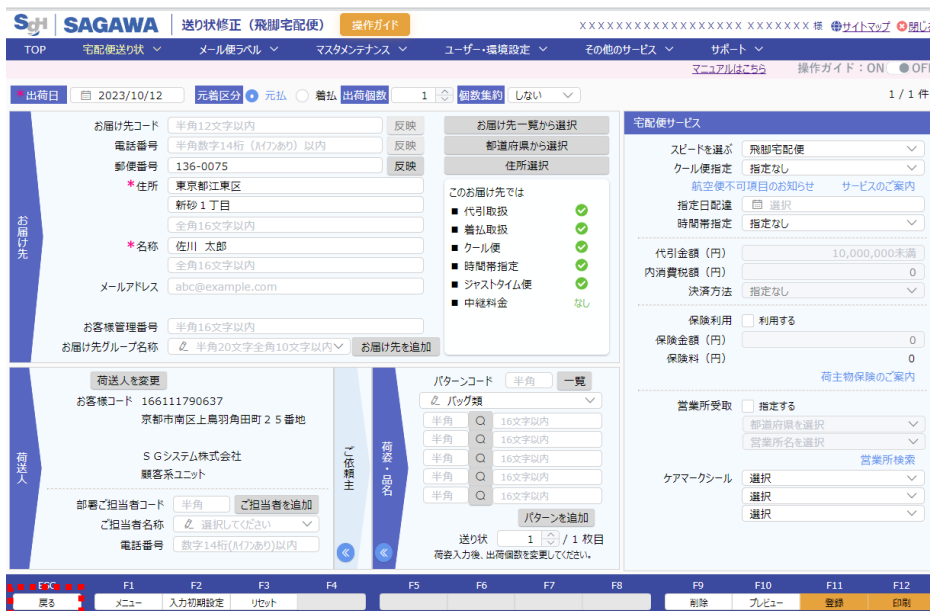 SGH SAGAWA 送り状修正（飛脚宅配便） 操作ガイド XXXXXXXXXXXXXXXXX XXXXXXX 様 サイトマップ
TOP 宅配便送り状 メール便ラベル マスタメンテナンス ユーザー・環境設定 その他のサービス サポート
マニュアルはこちら 操作ガイド：ON
*出荷日 2023/10/12 元着区分 元払 着払 出荷個数 1 個数集約 しない 1 / 1 件
お届け先
お届け先コード 半角12文字以内 反映 お届け先一覧から選択
電話番号 半角数字14桁（ハイフンあり）以内 反映 都道府県から選択
郵便番号 136-0075 反映 住所選択
*住所 東京都江東区
新砂１丁目
全角16文字以内
*名称 佐川　太郎
全角16文字以内
メールアドレス abc@example.com
お客様管理番号 半角16文字以内
お届け先グループ名称 半角20文字全角10文字以内 お届け先を追加
このお届け先では
■ 代引取扱
■ 着払取扱
■ クール便
■ 時間帯指定
■ ジャストタイム便
■ 中継料金 なし
宅配便サービス
スピードを選ぶ 飛脚宅配便
クール便指定 指定なし
航空便不可項目のお知らせ サービスのご案内
指定日配達 選択
時間帯指定 指定なし
代引金額（円） 10,000,000未満
内消費税額（円） 0
決済方法 指定なし
保険利用 利用する
保険金額（円） 0
保険料（円） 0
荷主物保険のご案内
営業所受取 指定する
都道府県を選択
営業所名を選択
営業所検索
ケアマークシール 選択
選択
選択
荷送人
荷送人を変更
お客様コード 166111790637
京都市南区上鳥羽角田町２５番地
ＳＧシステム株式会社
顧客系ユニット
部署ご担当者コード 半角 ご担当者を追加
ご担当者名称 選択してください
電話番号 数字14桁(ハイフンあり)以内
ご依頼主
荷姿・品名
パターンコード 半角 一覧
バッグ類
半角 16文字以内
半角 16文字以内
半角 16文字以内
半角 16文字以内
半角 16文字以内
パターンを追加
送り状 1 / 1 枚目
荷姿入力後、出荷個数を変更してください。
ESC F1 F2 F3 F4 F5 F6 F7 F8 F9 F10 F11 F12
戻る メニュー 入力初期設定 リセット 削除 プレビュー 登録 印刷